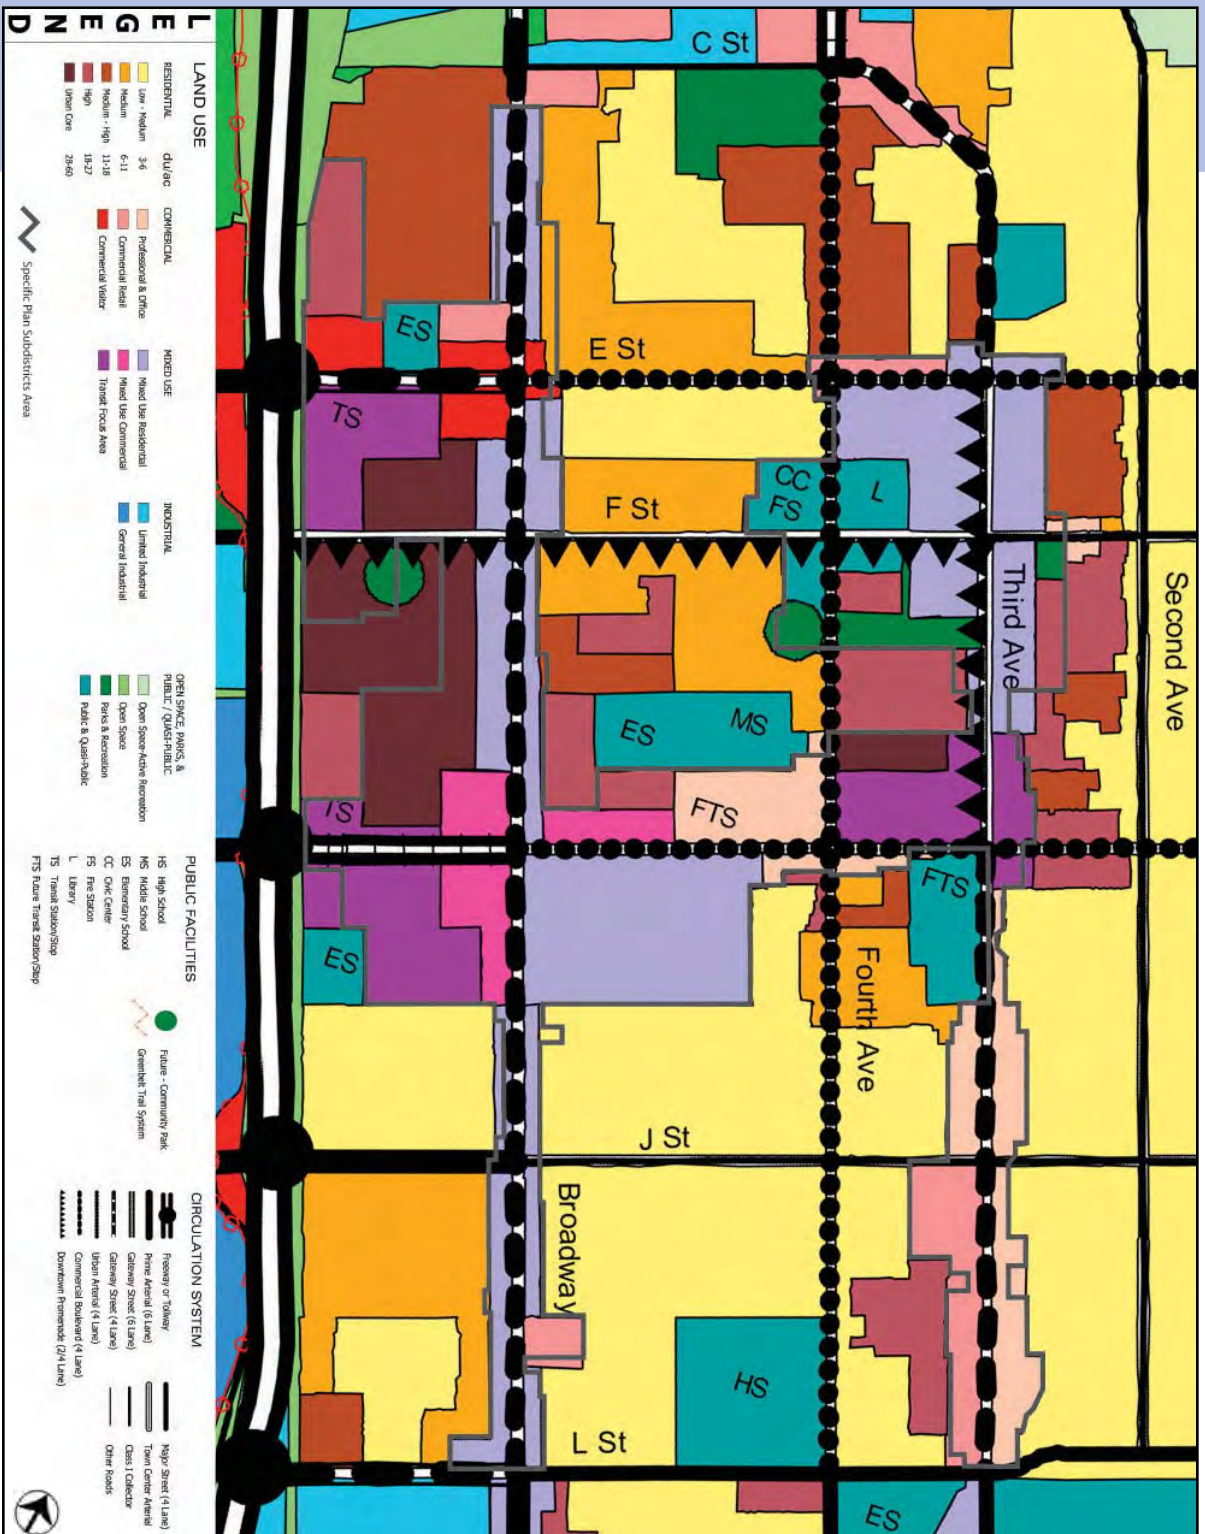 C St
E St
F St
J St
L St
Broadway
Fourth Ave
Third Ave
Second Ave
ES
TS
CC
FS
L
ES
MS
FTS
TS
FTS
ES
HS
ES
LEGEND
LAND USE
RESIDENTIAL du/ac
Low - Medium 3-6
Medium 6-11
Medium - High 11-18
High 18-27
Urban Core 28-60
COMMERCIAL
Professional & Office
Commercial Retail
Commercial Visitor
MIXED USE
Mixed Use Residential
Mixed Use Commercial
Transit Focus Area
INDUSTRIAL
Limited Industrial
General Industrial
OPEN SPACE, PARKS, &
PUBLIC / QUASI-PUBLIC
Open Space-Active Recreation
Open Space
Parks & Recreation
Public & Quasi-Public
PUBLIC FACILITIES
HS High School
MS Middle School
ES Elementary School
CC Civic Center
FS Fire Station
L Library
TS Transit Station/Stop
FTS Future Transit Station/Stop
Future - Community Park
Greenbelt Trail System
CIRCULATION SYSTEM
Freeway or Tollway
Prime Arterial (6 Lane)
Gateway Street (6 Lane)
Gateway Street (4 Lane)
Urban Arterial (4 Lane)
Commercial Boulevard (4 Lane)
Downtown Promenade (2/4 Lane)
Major Street (4 Lane)
Town Center Arterial
Class I Collector
Other Roads
Specific Plan Subdistricts Area